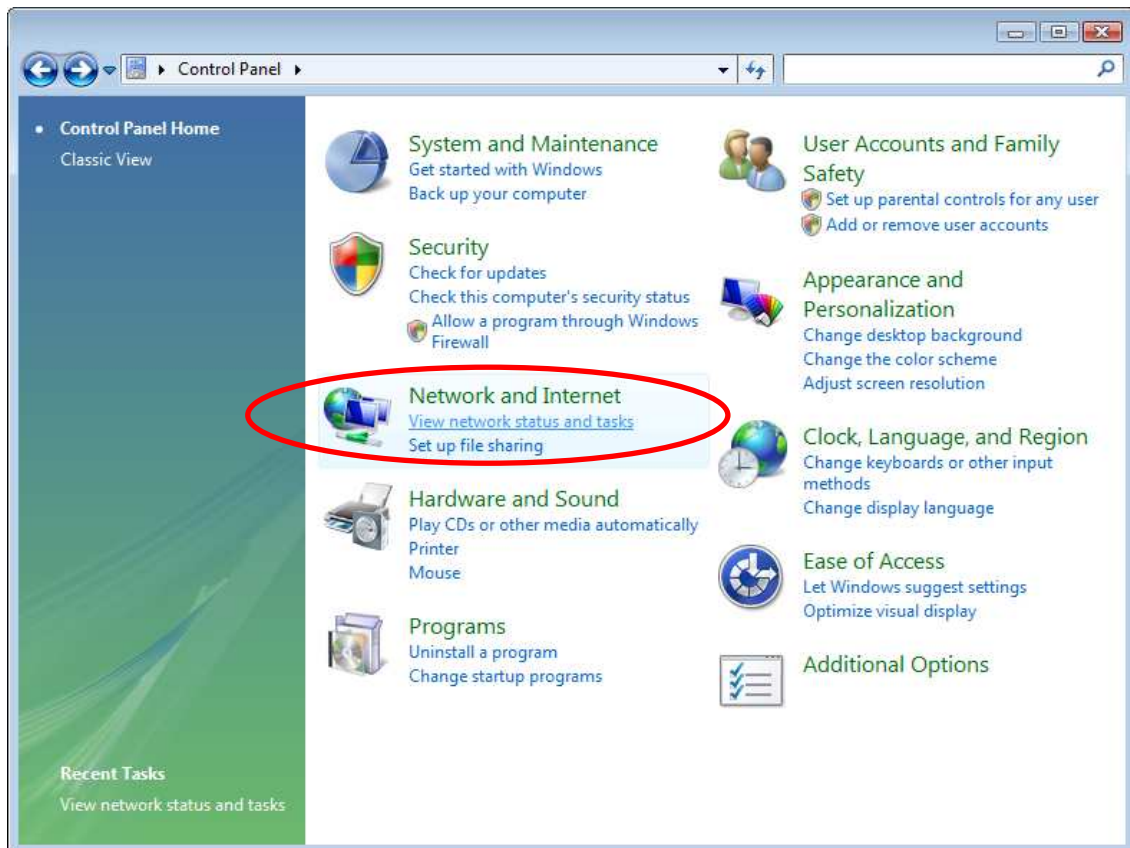 Control Panel
Control Panel Home
Classic View
System and Maintenance
Get started with Windows
Back up your computer
Security
Check for updates
Check this computer's security status
Allow a program through Windows
Firewall
Network and Internet
View network status and tasks
Set up file sharing
Hardware and Sound
Play CDs or other media automatically
Printer
Mouse
Programs
Uninstall a program
Change startup programs
User Accounts and Family
Safety
Set up parental controls for any user
Add or remove user accounts
Appearance and
Personalization
Change desktop background
Change the color scheme
Adjust screen resolution
Clock, Language, and Region
Change keyboards or other input
methods
Change display language
Ease of Access
Let Windows suggest settings
Optimize visual display
Additional Options
Recent Tasks
View network status and tasks